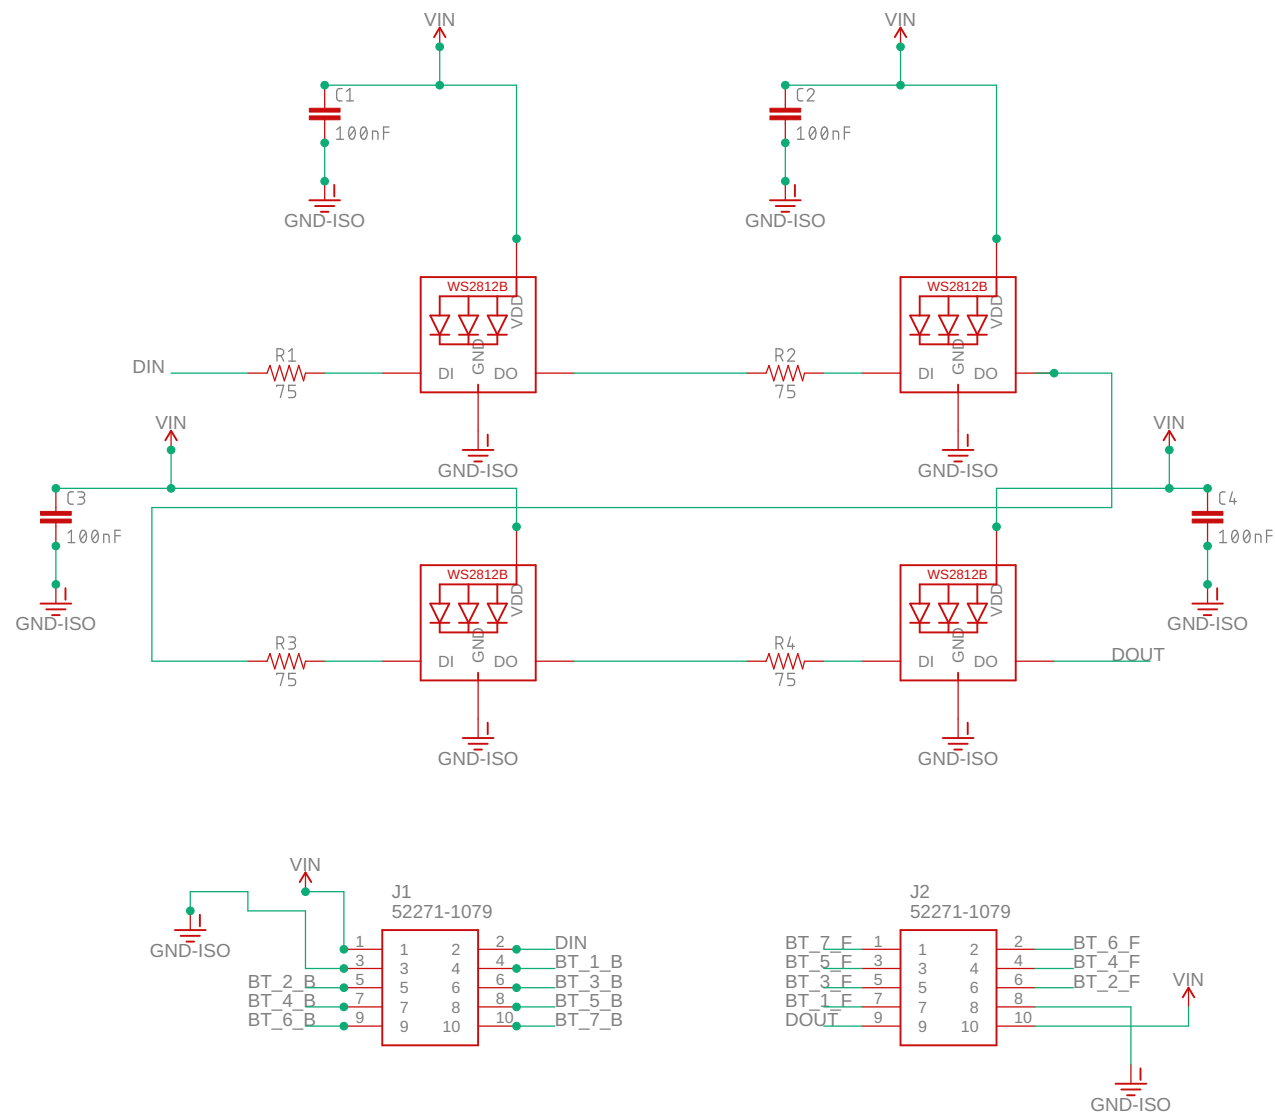 VIN
VIN
C1
100nF
GND-ISO
C2
100nF
GND-ISO
WS2812B
VDD
GND
DI
DO
WS2812B
VDD
GND
DI
DO
DIN
R1
75
R2
75
GND-ISO
GND-ISO
VIN
VIN
C3
100nF
GND-ISO
C4
100nF
GND-ISO
WS2812B
VDD
GND
DI
DO
WS2812B
VDD
GND
DI
DO
R3
75
R4
75
DOUT
GND-ISO
GND-ISO
VIN
GND-ISO
J1
52271-1079
1 1 2 2 DIN
3 3 4 4 BT_1_B
BT_2_B 5 5 6 6 BT_3_B
BT_4_B 7 7 8 8 BT_5_B
BT_6_B 9 9 10 10 BT_7_B
J2
52271-1079
BT_7_F 1 1 2 2 BT_6_F
BT_5_F 3 3 4 4 BT_4_F
BT_3_F 5 5 6 6 BT_2_F
BT_1_F 7 7 8 8
DOUT 9 9 10 10
VIN
GND-ISO